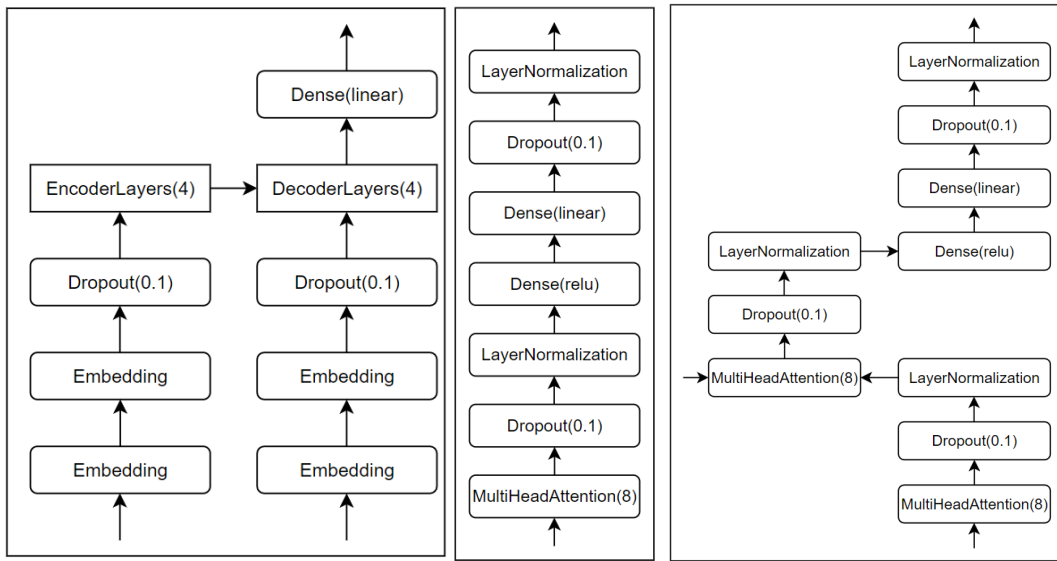 Dense(linear)
EncoderLayers(4)
DecoderLayers(4)
Dropout(0.1)
Dropout(0.1)
Embedding
Embedding
Embedding
Embedding
LayerNormalization
Dropout(0.1)
Dense(linear)
Dense(relu)
LayerNormalization
Dropout(0.1)
MultiHeadAttention(8)
LayerNormalization
Dropout(0.1)
Dense(linear)
LayerNormalization
Dense(relu)
Dropout(0.1)
MultiHeadAttention(8)
LayerNormalization
Dropout(0.1)
MultiHeadAttention(8)